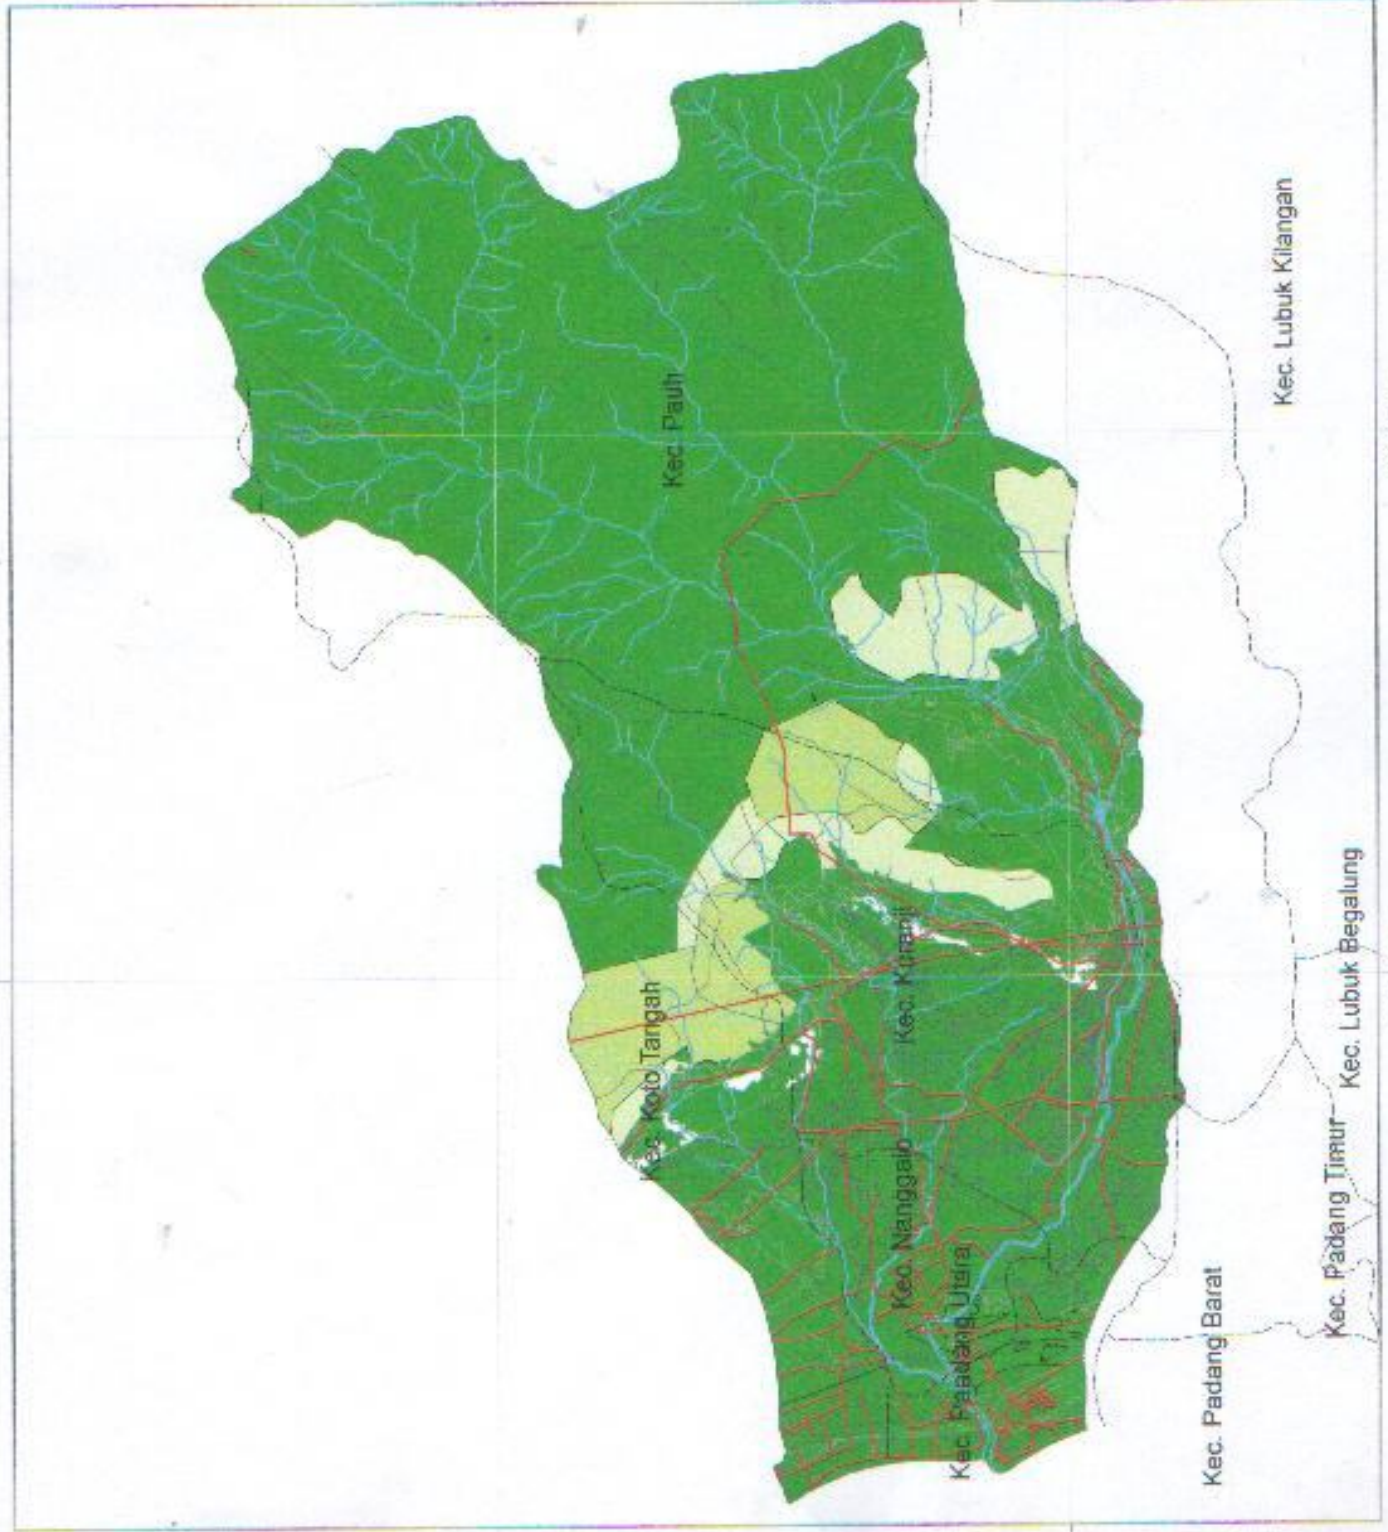 Kec. Pauh
Kec. Lubuk Kilangan
Kec. Koto Tangah
Kec. Kuranji
Kec. Nanggalo
Kec. Paadang Utara
Kec. Lubuk Begalung
Kec. Padang Timur
Kec. Padang Barat